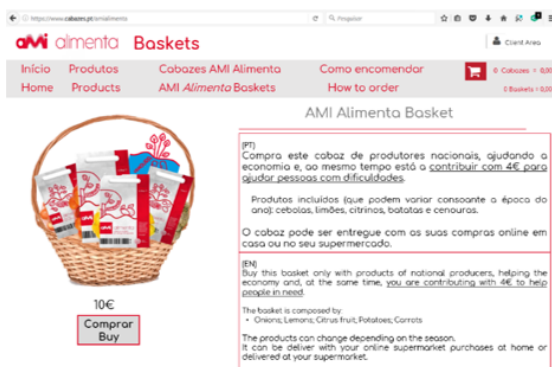 https://www.cabazes.pt/amialimenta
Pesquisar
aMi alimenta Baskets
Client Area
Início Produtos Cabazes AMI Alimenta Como encomendar 0 Cabazes = 0,00
Home Products AMI Alimenta Baskets How to order 0 Baskets = 0,00
AMI Alimenta Basket
(PT)
Compra este cabaz de produtores nacionais, ajudando a
economia e, ao mesmo tempo está a contribuir com 4€ para
ajudar pessoas com dificuldades.
Produtos incluídos (que podem variar consoante a época do
ano): cebolas, limões, citrinos, batatas e cenouras.
O cabaz pode ser entregue com as suas compras online em
casa ou no seu supermercado.
(EN)
Buy this basket only with products of national producers, helping the
economy and, at the same time, you are contributing with 4€ to help
people in need.
The basket is composed by:
• Onions; Lemons; Citrus fruit; Potatoes; Carrots
The products can change depending on the season.
It can be deliver with your online supermarket purchases at home or
delivered at your supermarket.
10€
Comprar
Buy